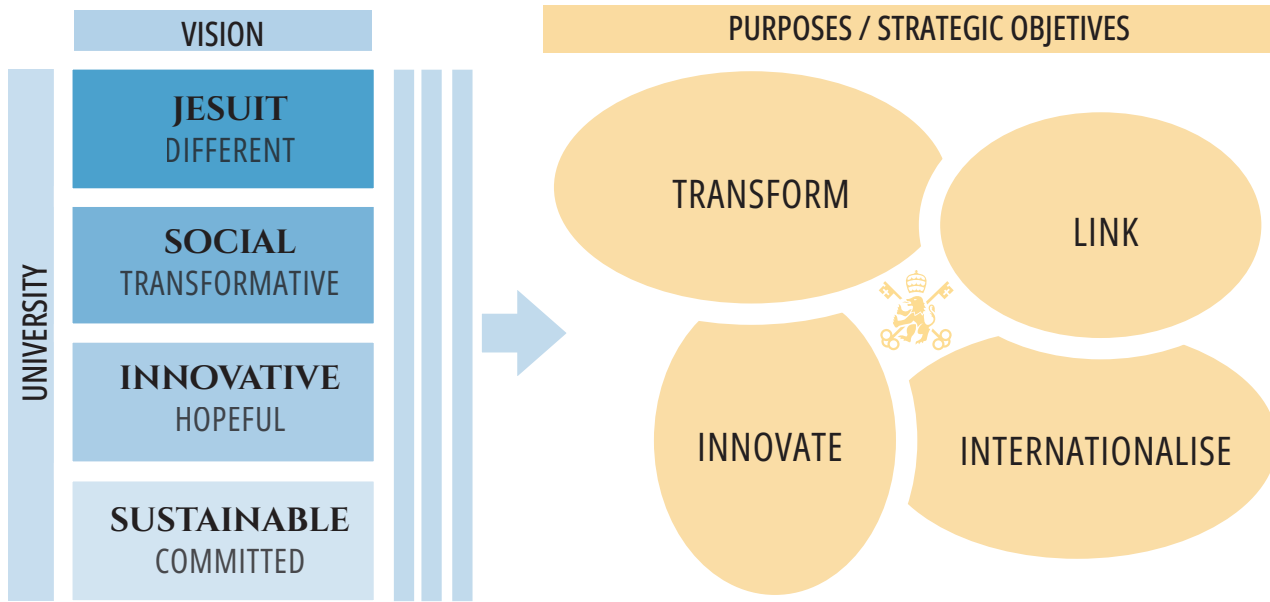 VISION
UNIVERSITY
JESUIT
DIFFERENT
SOCIAL
TRANSFORMATIVE
INNOVATIVE
HOPEFUL
SUSTAINABLE
COMMITTED
PURPOSES / STRATEGIC OBJETIVES
TRANSFORM
LINK
INNOVATE
INTERNATIONALISE